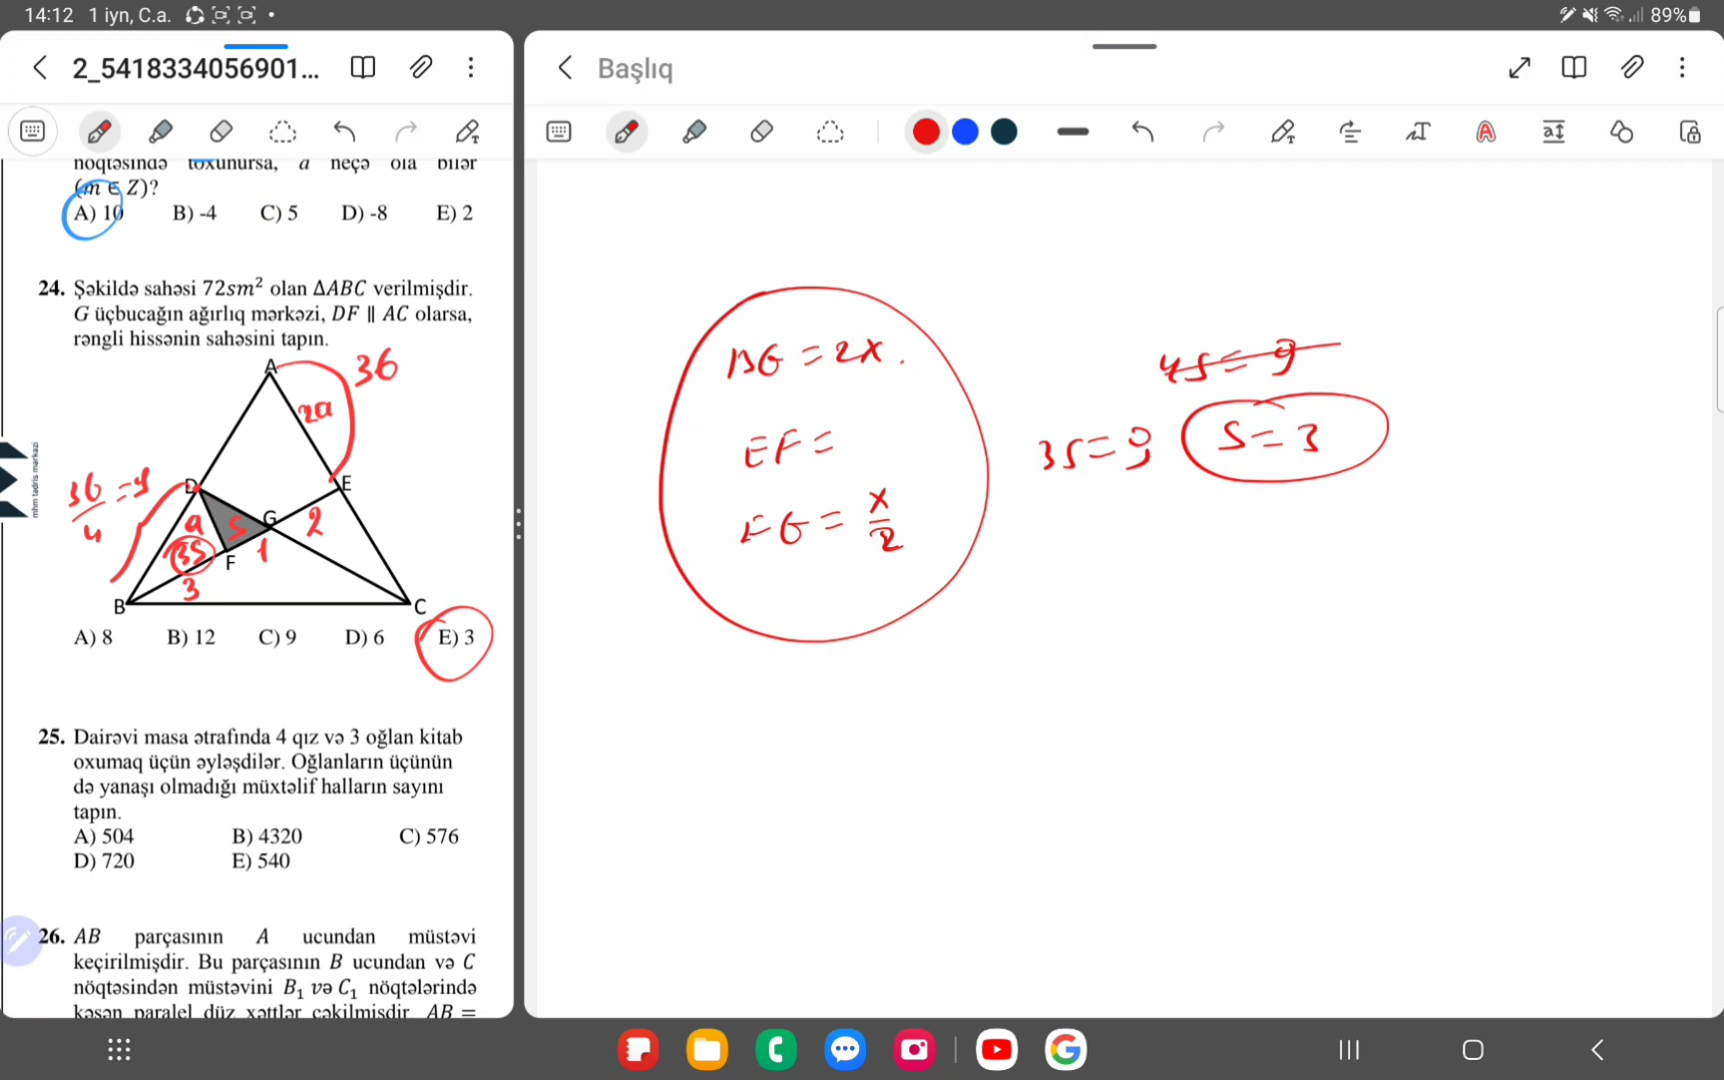 14:12 1 iyn, C.a. 89%
2_5418334056901...
Başlıq
nöqtəsində toxunursa, a neçə ola bilər
(m ∈ Z)?
A) 10 B) -4 C) 5 D) -8 E) 2
24. Şəkildə sahəsi 72sm² olan ΔABC verilmişdir.
G üçbucağın ağırlıq mərkəzi, DF ∥ AC olarsa,
rəngli hissənin sahəsini tapın.
A
36
2a
D
E
36/4 = 9
a
S
G
2
3S
F
1
3
B
C
A) 8 B) 12 C) 9 D) 6 E) 3
mhm tədris mərkəzi
25. Dairəvi masa ətrafında 4 qız və 3 oğlan kitab
oxumaq üçün əyləşdilər. Oğlanların üçünün
də yanaşı olmadığı müxtəlif halların sayını
tapın.
A) 504 B) 4320 C) 576
D) 720 E) 540
26. AB parçasının A ucundan müstəvi
keçirilmişdir. Bu parçasının B ucundan və C
nöqtəsindən müstəvini B₁ və C₁ nöqtələrində
kəsən paralel düz xəttlər çəkilmişdir AB =
BG = 2x.
EF =
FG = x/2
4S = 9
3S = 9
S = 3